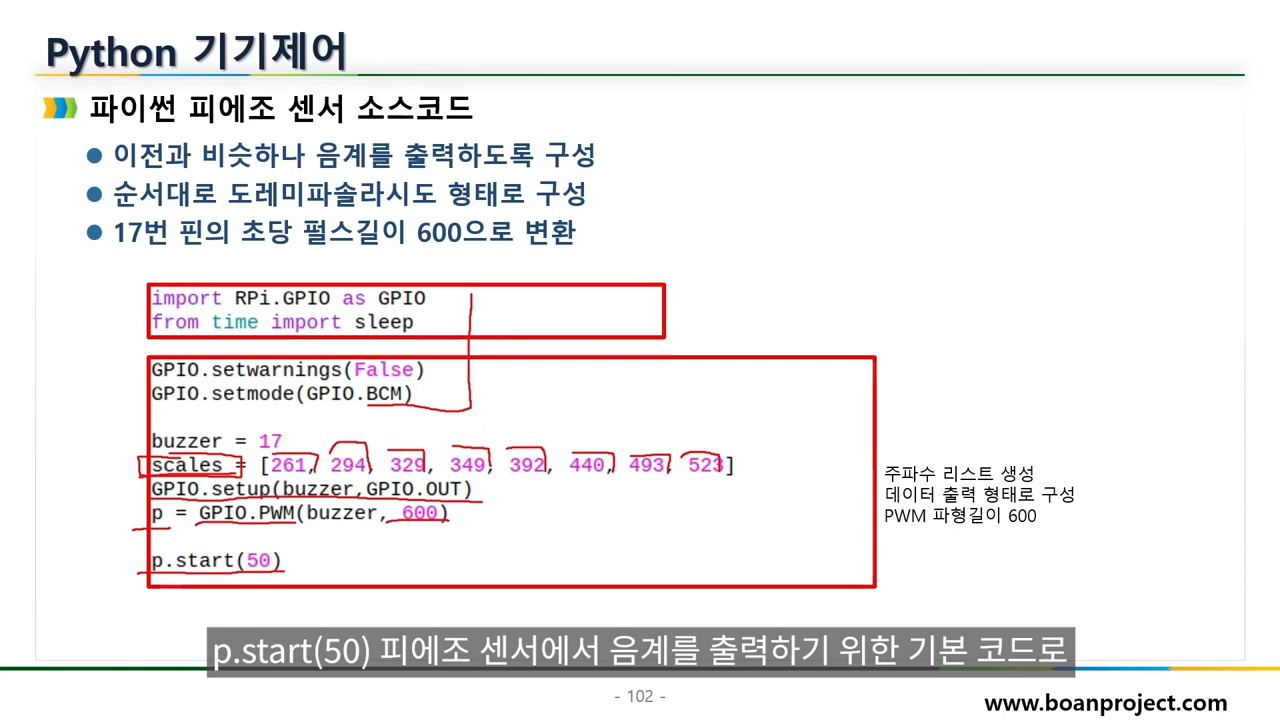 Python 기기제어
파이썬 피에조 센서 소스코드
이전과 비슷하나 음계를 출력하도록 구성
순서대로 도레미파솔라시도 형태로 구성
17번 핀의 초당 펄스길이 600으로 변환
import RPi.GPIO as GPIO
from time import sleep
GPIO.setwarnings(False)
GPIO.setmode(GPIO.BCM)
buzzer = 17
scales = [261, 294, 329, 349, 392, 440, 493, 523]
GPIO.setup(buzzer,GPIO.OUT)
p = GPIO.PWM(buzzer, 600)
p.start(50)
주파수 리스트 생성
데이터 출력 형태로 구성
PWM 파형길이 600
p.start(50) 피에조 센서에서 음계를 출력하기 위한 기본 코드로
- 102 -
www.boanproject.com